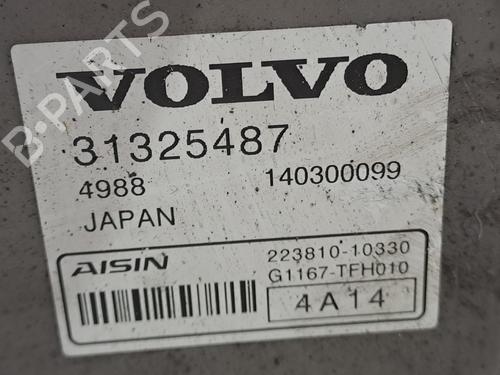 VOLVO
31325487
4988 140300099
JAPAN
AISIN 223810-10330
G1167-TFH010
4A14
B-PARTS